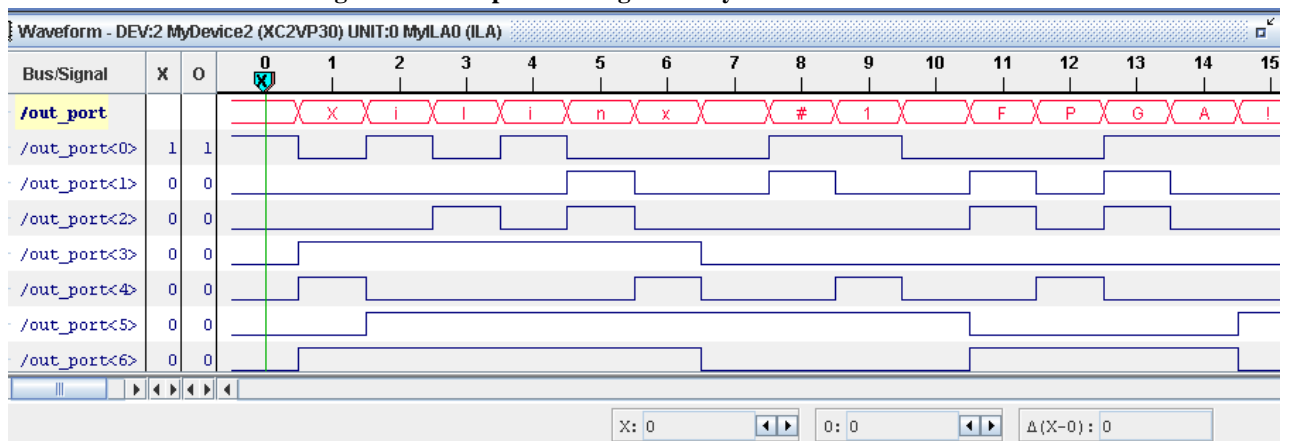 Waveform - DEV:2 MyDevice2 (XC2VP30) UNIT:0 MyILA0 (ILA)
Bus/Signal X O 0 1 2 3 4 5 6 7 8 9 10 11 12 13 14 15
X
/out_port X i l i n x # 1 F P G A !
/out_port<0> 1 1
/out_port<1> 0 0
/out_port<2> 0 0
/out_port<3> 0 0
/out_port<4> 0 0
/out_port<5> 0 0
/out_port<6> 0 0
X: 0 O: 0 Δ(X-O): 0